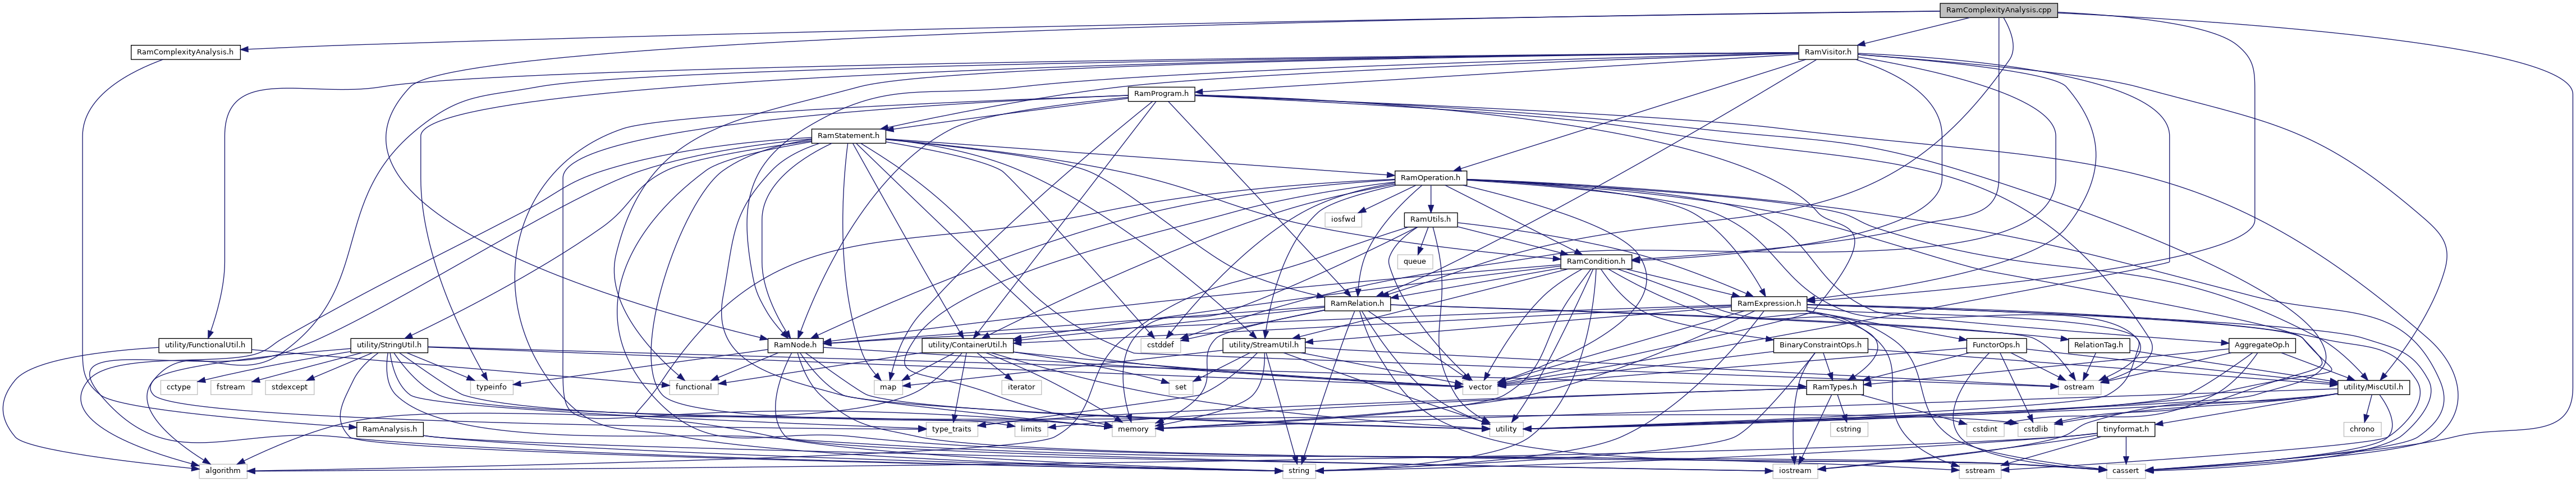 RamComplexityAnalysis.cpp
RamComplexityAnalysis.h
RamVisitor.h
RamProgram.h
RamStatement.h
RamOperation.h
iosfwd
RamUtils.h
queue
RamCondition.h
RamRelation.h
RamExpression.h
utility/FunctionalUtil.h
utility/StringUtil.h
RamNode.h
utility/ContainerUtil.h
cstddef
utility/StreamUtil.h
BinaryConstraintOps.h
FunctorOps.h
RelationTag.h
AggregateOp.h
cctype
fstream
stdexcept
typeinfo
functional
map
iterator
set
vector
RamTypes.h
ostream
utility/MiscUtil.h
RamAnalysis.h
type_traits
limits
memory
utility
cstring
cstdint
cstdlib
tinyformat.h
chrono
algorithm
string
iostream
sstream
cassert